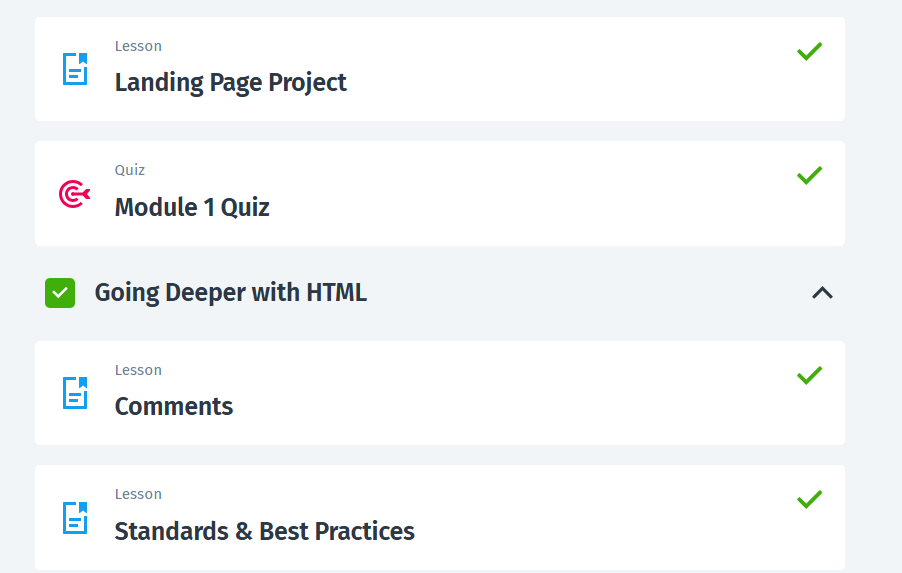 Lesson
Landing Page Project
Quiz
Module 1 Quiz
Going Deeper with HTML
Lesson
Comments
Lesson
Standards & Best Practices